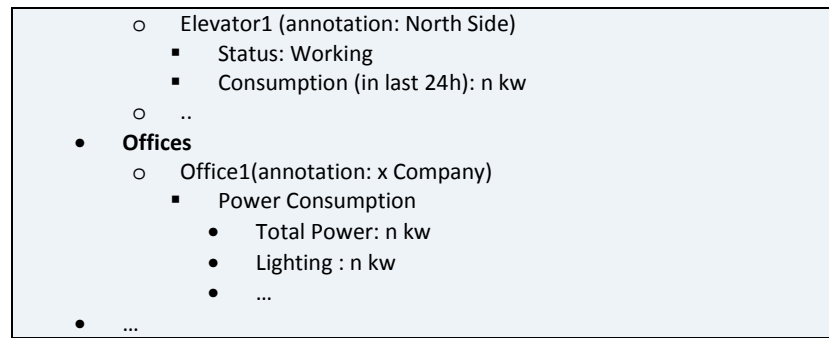 o Elevator1 (annotation: North Side)
▪ Status: Working
▪ Consumption (in last 24h): n kw
o ..
• Offices
o Office1(annotation: x Company)
▪ Power Consumption
• Total Power: n kw
• Lighting : n kw
• ...
• ...